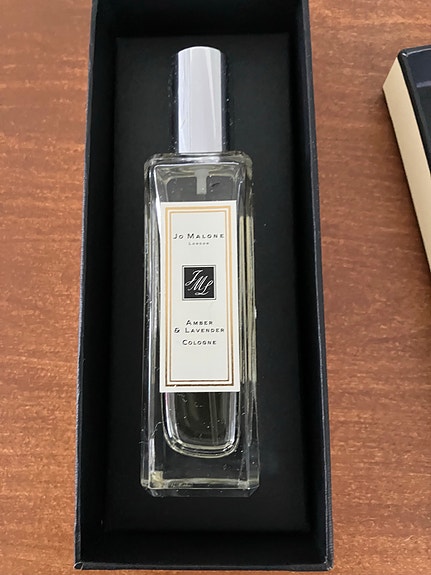 Jo Malone
London
JML
Amber
& Lavender
Cologne